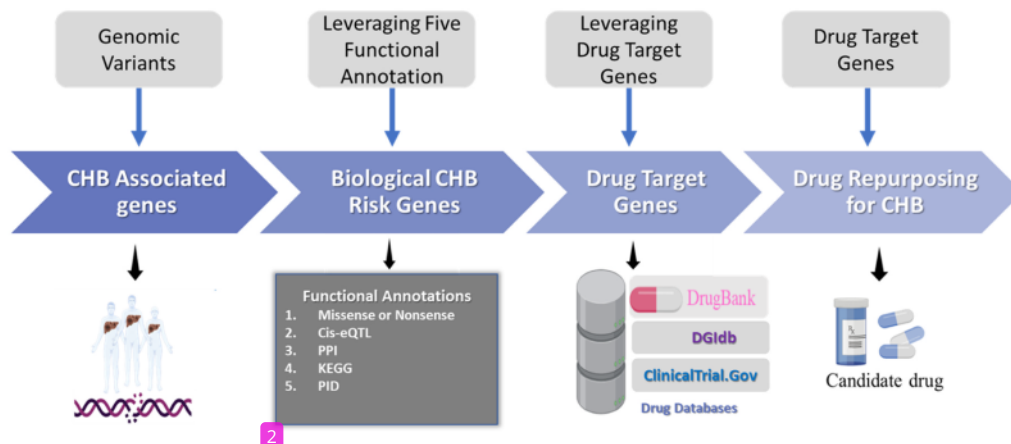 Genomic
Variants
Leveraging Five
Functional
Annotation
Leveraging
Drug Target
Genes
Drug Target
Genes
CHB Associated
genes
Biological CHB
Risk Genes
Drug Target
Genes
Drug Repurposing
for CHB
Functional Annotations
1. Missense or Nonsense
2. Cis-eQTL
3. PPI
4. KEGG
5. PID
DrugBank
DGIdb
ClinicalTrial.Gov
Drug Databases
Rx
Candidate drug
2